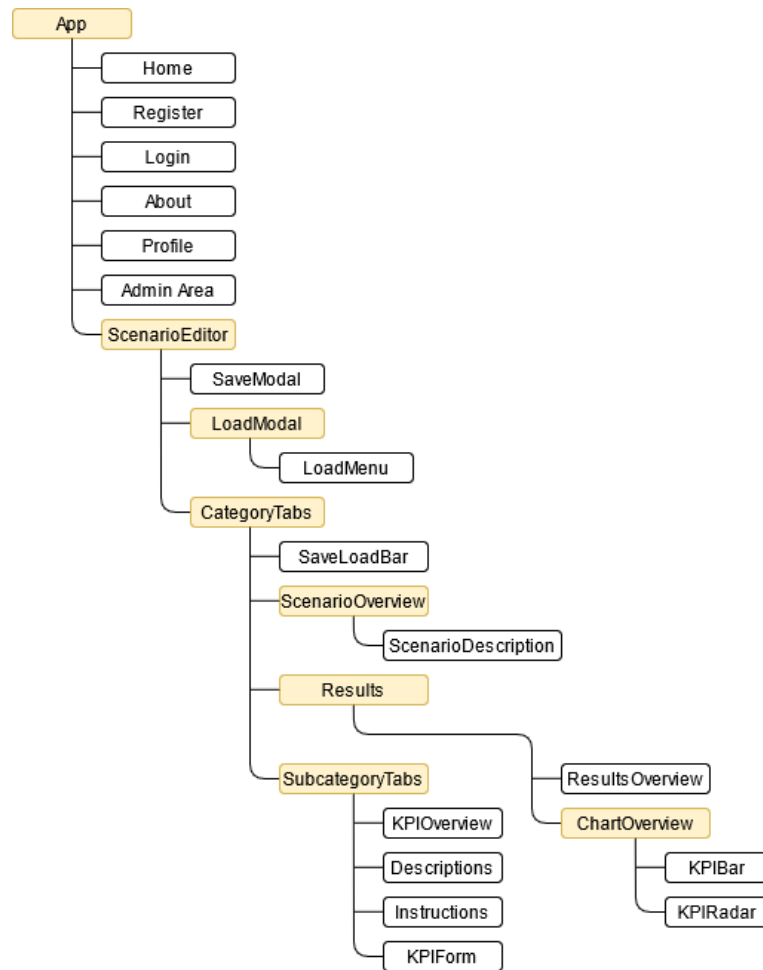 App
Home
Register
Login
About
Profile
Admin Area
ScenarioEditor
SaveModal
LoadModal
LoadMenu
CategoryTabs
SaveLoadBar
ScenarioOverview
ScenarioDescription
Results
ResultsOverview
ChartOverview
KPIBar
KPIRadar
SubcategoryTabs
KPIOverview
Descriptions
Instructions
KPIForm